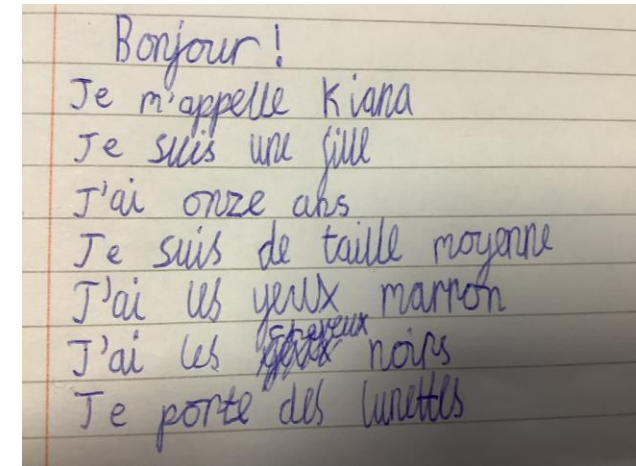 Bonjour !
Je m'appelle Kiana
Je suis une fille
J'ai onze ans
Je suis de taille moyenne
J'ai les yeux marron
J'ai les cheveux noirs
Je porte des lunettes